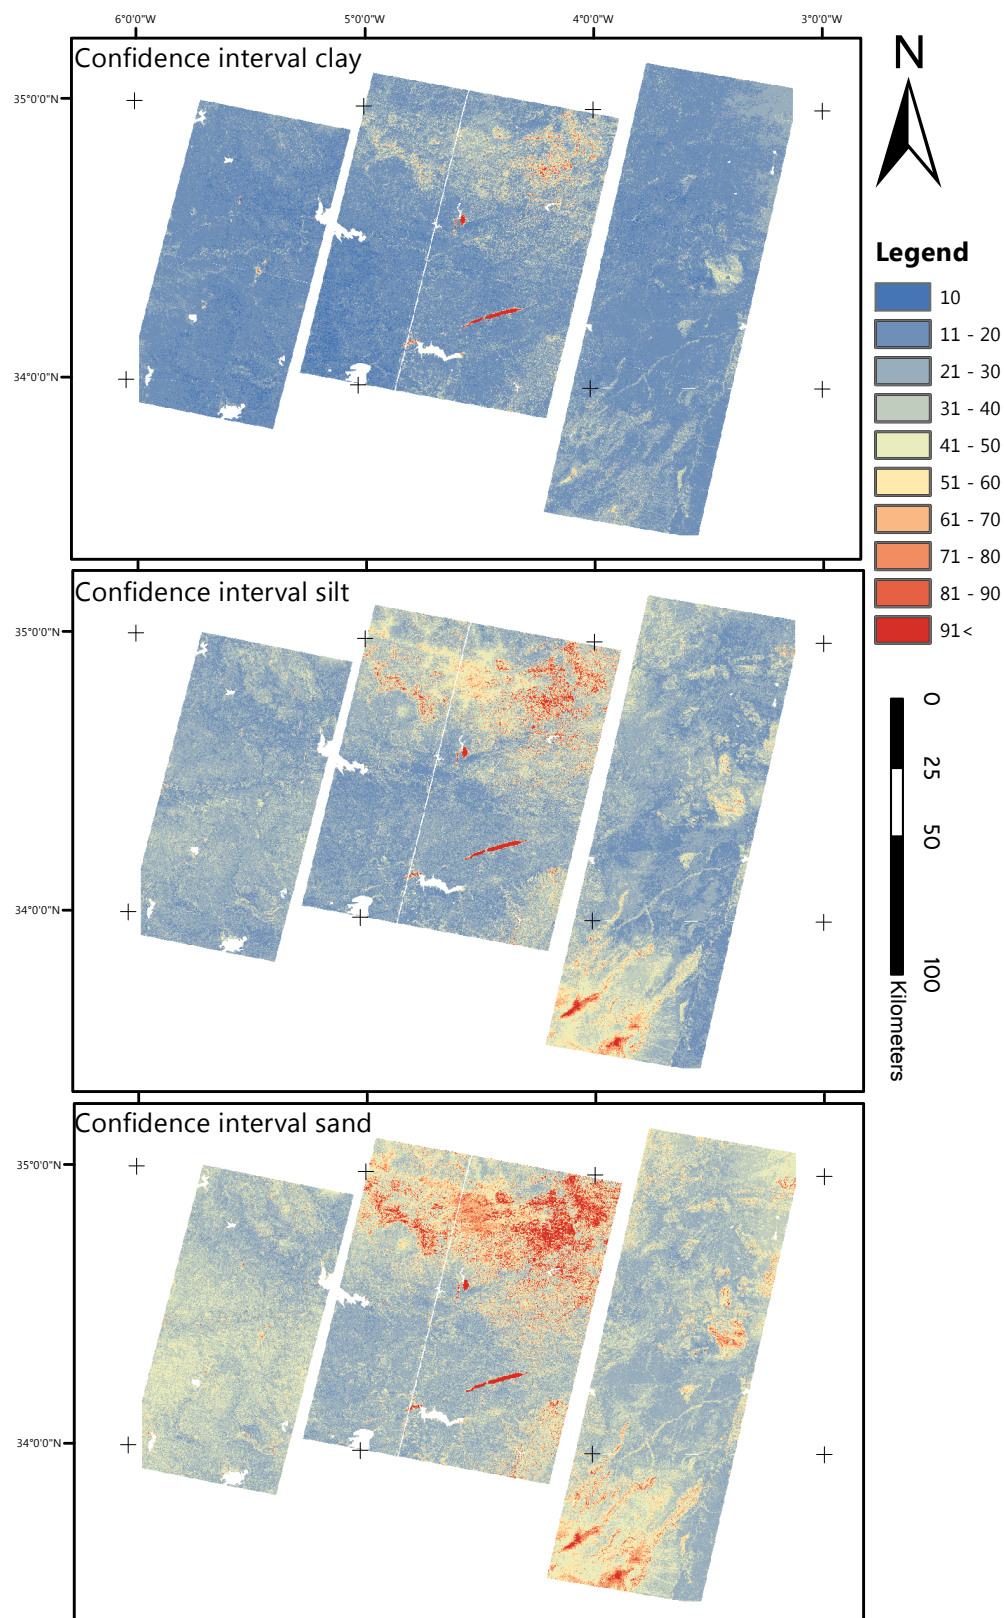 6°0'0"W 5°0'0"W 4°0'0"W 3°0'0"W
Confidence interval clay
35°0'0"N
34°0'0"N
N
Legend
10
11 - 20
21 - 30
31 - 40
41 - 50
51 - 60
61 - 70
71 - 80
81 - 90
91<
Confidence interval silt
35°0'0"N
34°0'0"N
0
25
50
100
Kilometers
Confidence interval sand
35°0'0"N
34°0'0"N